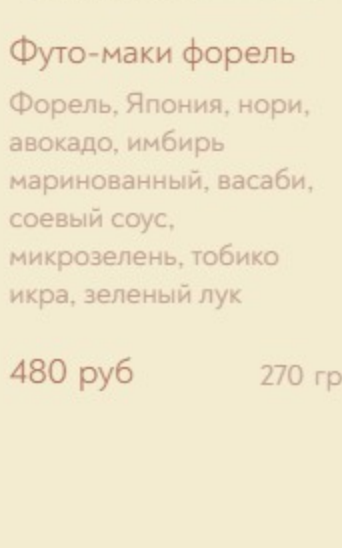 Футо-маки форель
Форель, Япония, нори,
авокадо, имбирь
маринованный, васаби,
соевый соус,
микрозелень, тобико
икра, зеленый лук
480 руб 270 гр